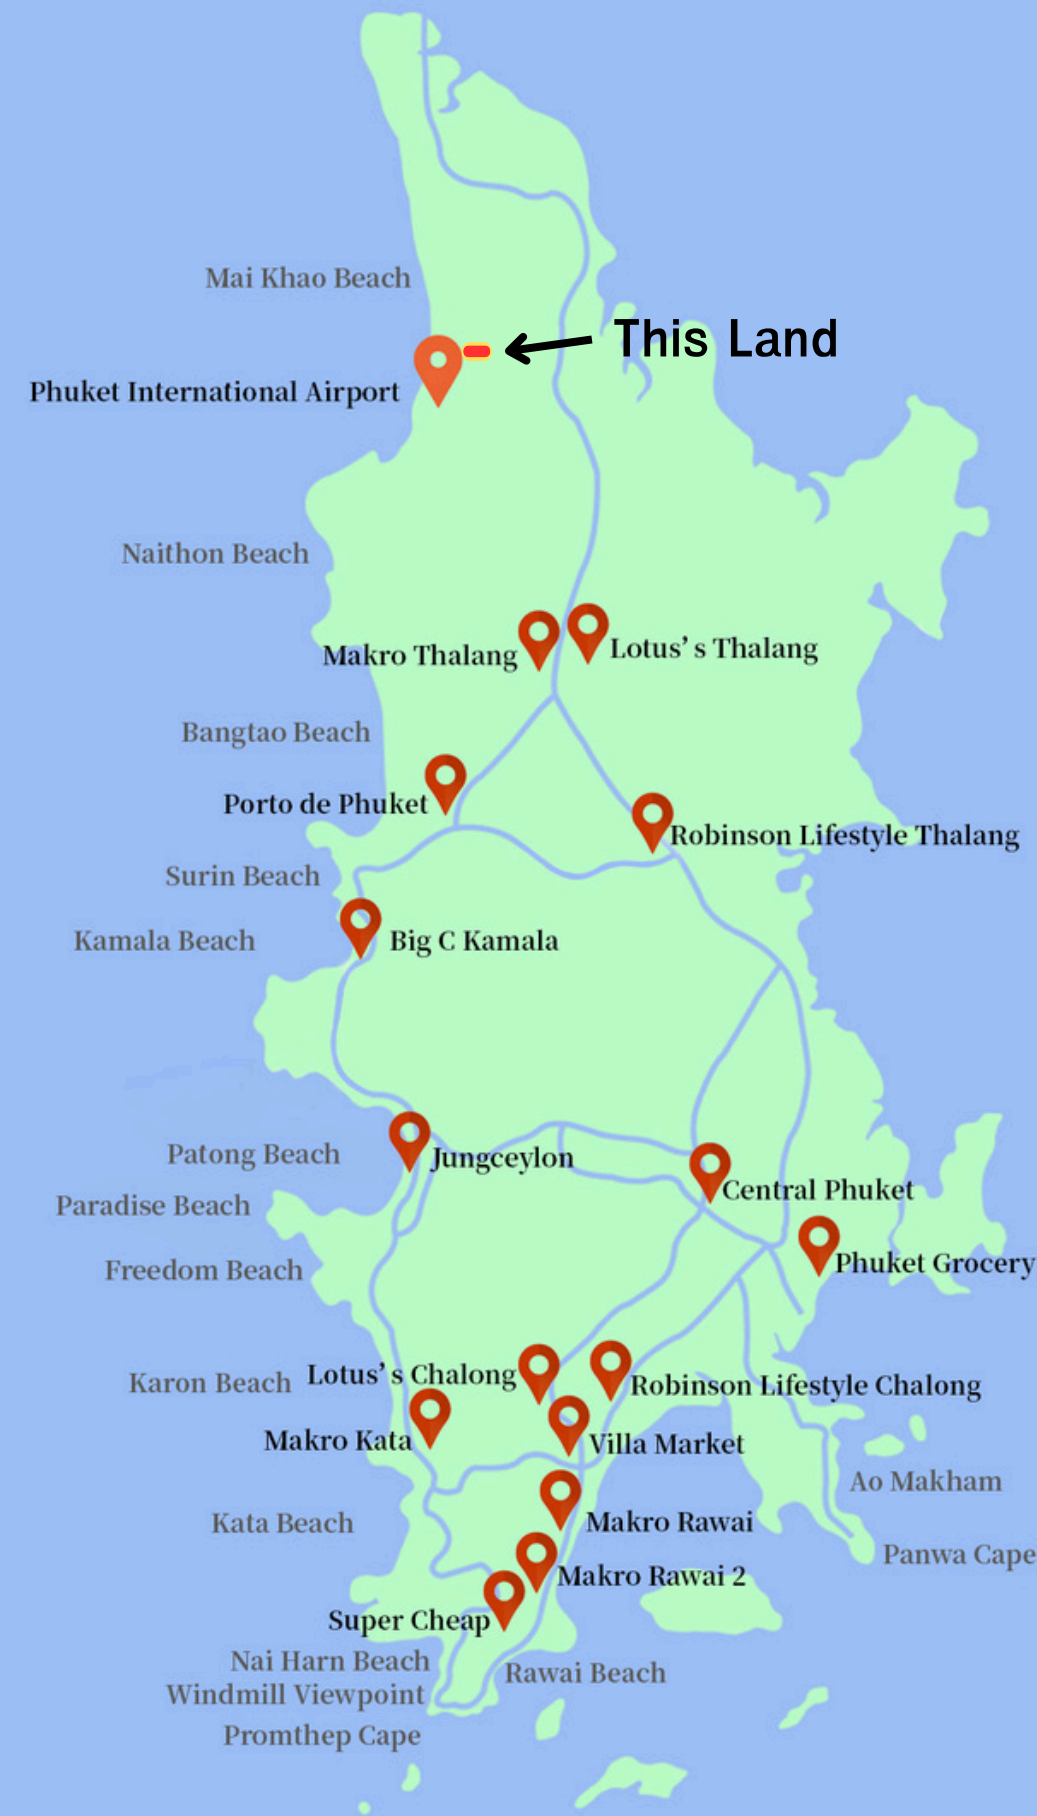 Mai Khao Beach
This Land
Phuket International Airport
Naithon Beach
Makro Thalang
Lotus’s Thalang
Bangtao Beach
Porto de Phuket
Robinson Lifestyle Thalang
Surin Beach
Kamala Beach
Big C Kamala
Patong Beach
Jungceylon
Central Phuket
Paradise Beach
Freedom Beach
Phuket Grocery
Karon Beach
Lotus’s Chalong
Robinson Lifestyle Chalong
Makro Kata
Villa Market
Ao Makham
Kata Beach
Makro Rawai
Panwa Cape
Makro Rawai 2
Super Cheap
Nai Harn Beach
Rawai Beach
Windmill Viewpoint
Promthep Cape